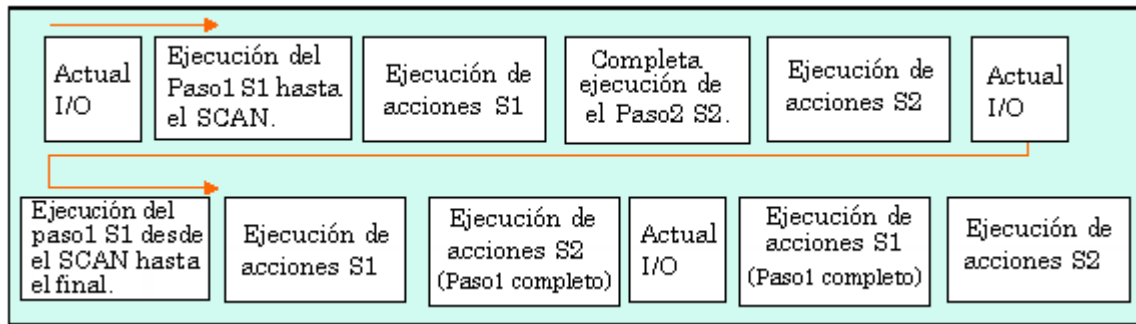 Actual
I/O
Ejecución del
Paso1 S1 hasta
el SCAN.
Ejecución de
acciones S1
Completa
ejecución de
el Paso2 S2.
Ejecución de
acciones S2
Actual
I/O
Ejecución del
paso1 S1 desde
el SCAN hasta
el final.
Ejecución de
acciones S1
Ejecución de
acciones S2
(Paso1 completo)
Actual
I/O
Ejecución de
acciones S1
(Paso1 completo)
Ejecución de
acciones S2